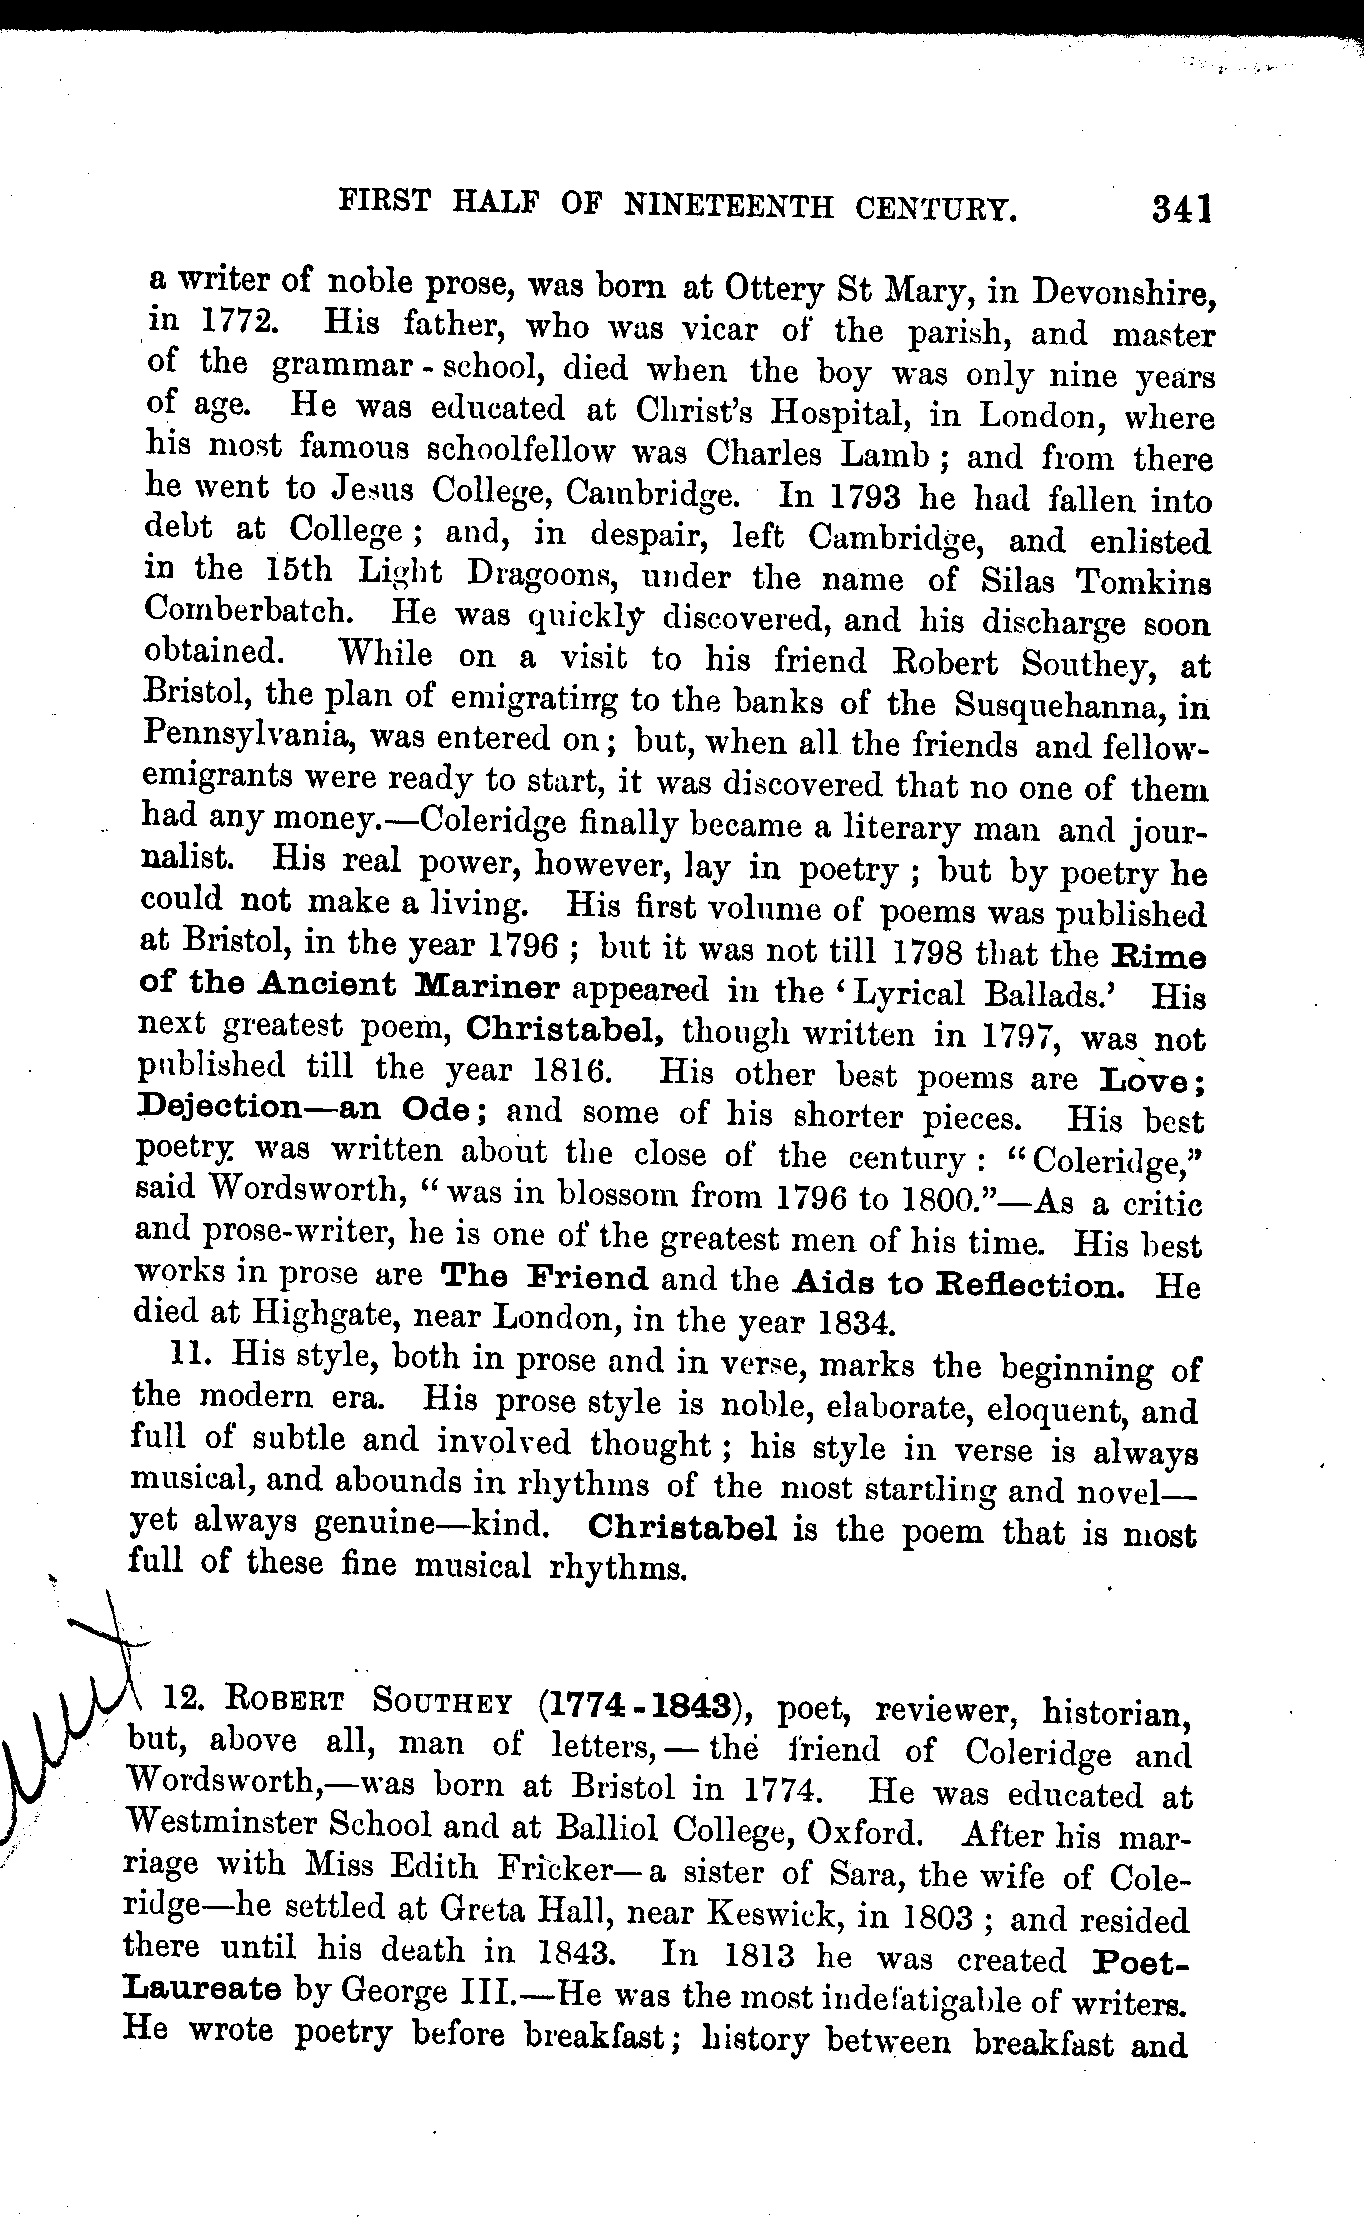 FIRST HALF OF NINETEENTH CENTURY. 341
a writer of noble prose, was born at Ottery St Mary, in Devonshire,
in 1772. His father, who was vicar of the parish, and master
of the grammar-school, died when the boy was only nine years
of age. He was educated at Christ's Hospital, in London, where
his most famous schoolfellow was Charles Lamb; and from there
he went to Jesus College, Cambridge. In 1793 he had fallen into
debt at College; and, in despair, left Cambridge, and enlisted
in the 15th Light Dragoons, under the name of Silas Tomkins
Comberbatch. He was quickly discovered, and his discharge soon
obtained. While on a visit to his friend Robert Southey, at
Bristol, the plan of emigrating to the banks of the Susquehanna, in
Pennsylvania, was entered on; but, when all the friends and fellow-
emigrants were ready to start, it was discovered that no one of them
had any money.—Coleridge finally became a literary man and jour-
nalist. His real power, however, lay in poetry; but by poetry he
could not make a living. His first volume of poems was published
at Bristol, in the year 1796; but it was not till 1798 that the Rime
of the Ancient Mariner appeared in the 'Lyrical Ballads.' His
next greatest poem, Christabel, though written in 1797, was not
published till the year 1816. His other best poems are Love;
Dejection—an Ode; and some of his shorter pieces. His best
poetry was written about the close of the century: "Coleridge,"
said Wordsworth, "was in blossom from 1796 to 1800."—As a critic
and prose-writer, he is one of the greatest men of his time. His best
works in prose are The Friend and the Aids to Reflection. He
died at Highgate, near London, in the year 1834.
11. His style, both in prose and in verse, marks the beginning of
the modern era. His prose style is noble, elaborate, eloquent, and
full of subtle and involved thought; his style in verse is always
musical, and abounds in rhythms of the most startling and novel—
yet always genuine—kind. Christabel is the poem that is most
full of these fine musical rhythms.
12. ROBERT SOUTHEY (1774-1843), poet, reviewer, historian,
but, above all, man of letters,—the friend of Coleridge and
Wordsworth,—was born at Bristol in 1774. He was educated at
Westminster School and at Balliol College, Oxford. After his mar-
riage with Miss Edith Fricker—a sister of Sara, the wife of Cole-
ridge—he settled at Greta Hall, near Keswick, in 1803; and resided
there until his death in 1843. In 1813 he was created Poet-
Laureate by George III.—He was the most indefatigable of writers.
He wrote poetry before breakfast; history between breakfast and